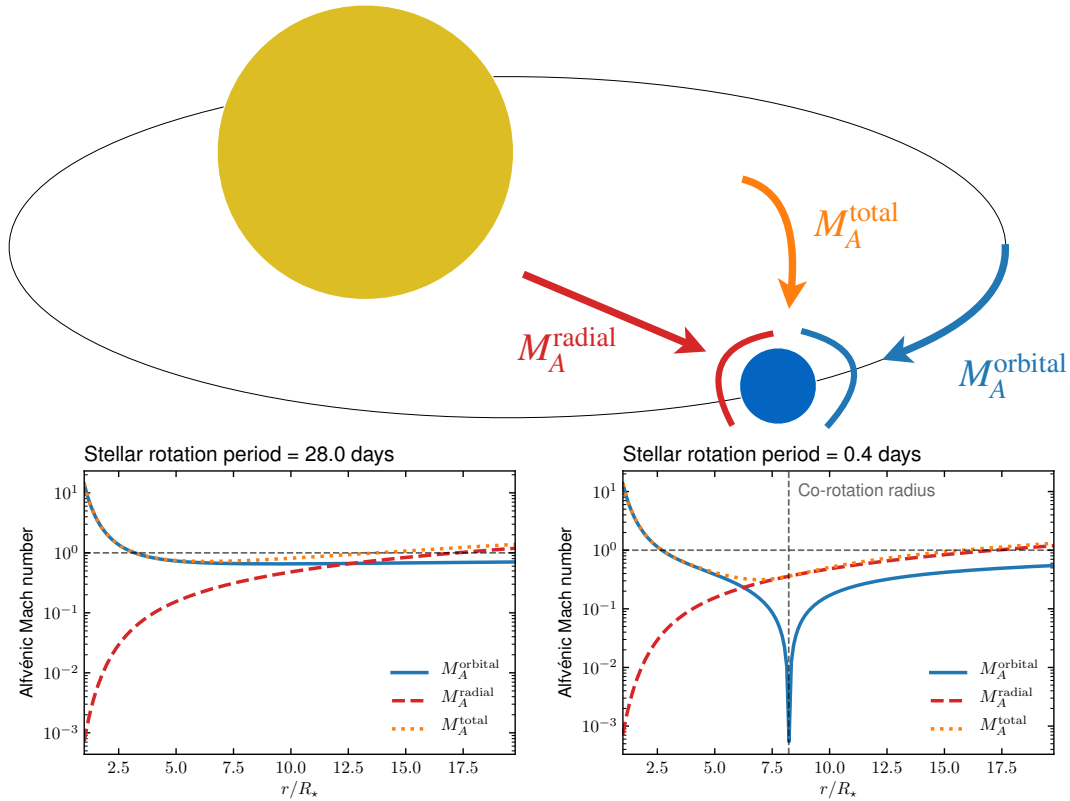 M_A^total
M_A^radial
M_A^orbital
Stellar rotation period = 28.0 days
Alfvénic Mach number
10^1
10^0
10^−1
10^−2
10^−3
M_A^orbital
M_A^radial
M_A^total
2.5 5.0 7.5 10.0 12.5 15.0 17.5
r/R⋆
Stellar rotation period = 0.4 days
Co-rotation radius
Alfvénic Mach number
10^1
10^0
10^−1
10^−2
10^−3
M_A^orbital
M_A^radial
M_A^total
2.5 5.0 7.5 10.0 12.5 15.0 17.5
r/R⋆